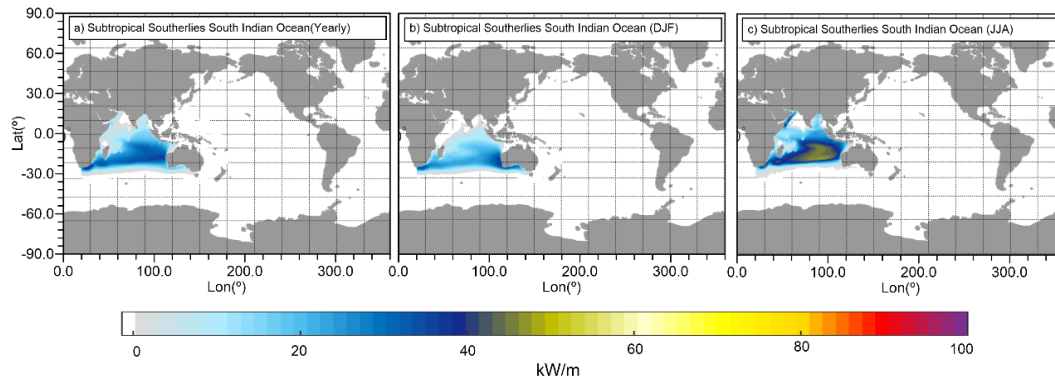 a) Subtropical Southerlies South Indian Ocean(Yearly)
b) Subtropical Southerlies South Indian Ocean (DJF)
c) Subtropical Southerlies South Indian Ocean (JJA)
90.0
60.0
30.0
0.0
-30.0
-60.0
-90.0
Lat(º)
0.0 100.0 200.0 300.0
0.0 100.0 200.0 300.0
0.0 100.0 200.0 300.0
Lon(º) Lon(º) Lon(º)
0 20 40 60 80 100
kW/m